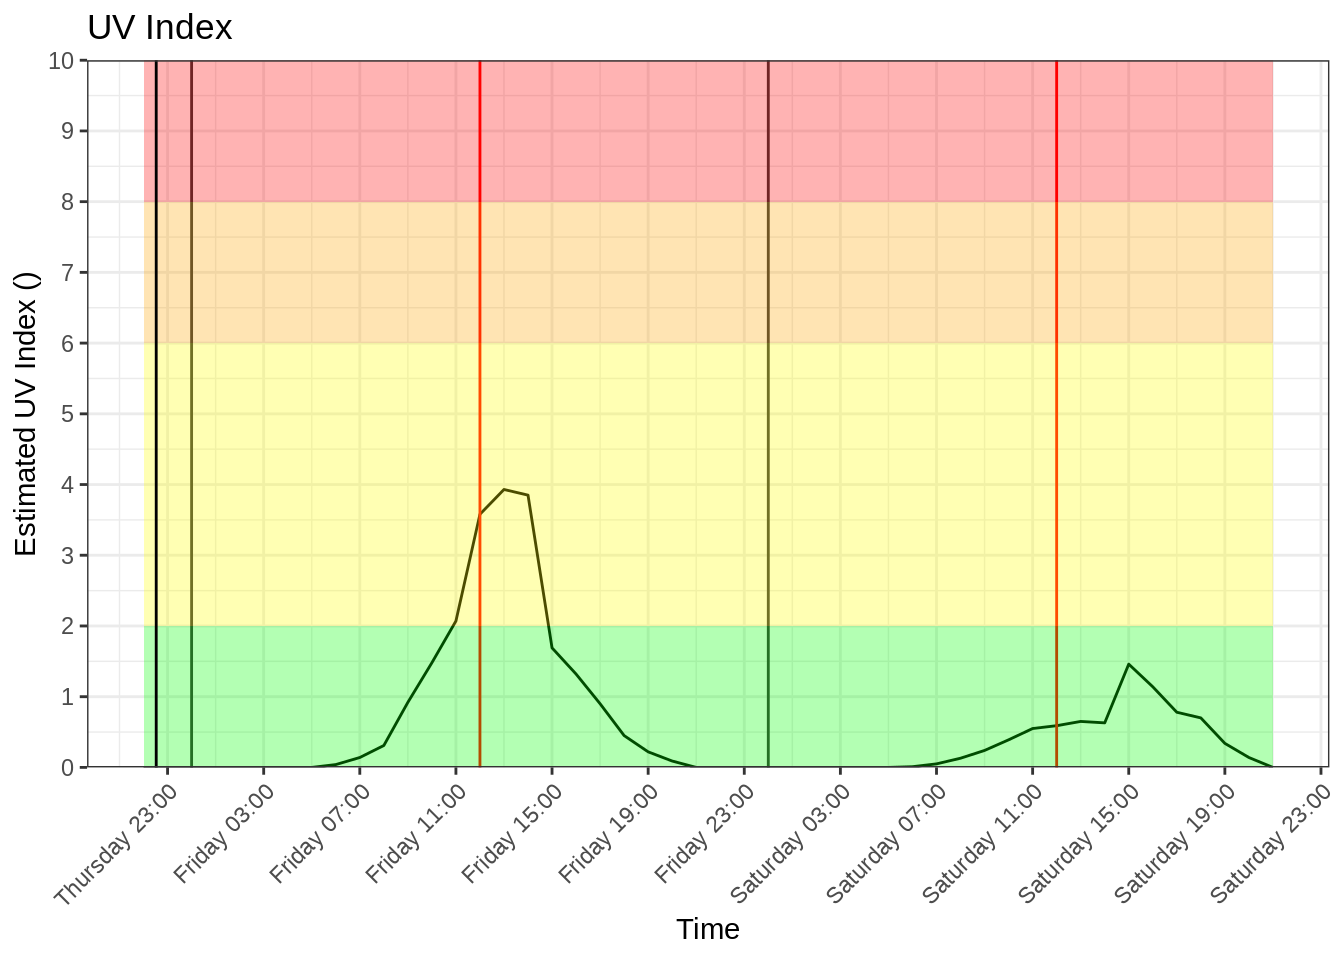 UV Index
10
9
8
7
6
5
4
3
2
1
0
Estimated UV Index ()
Thursday 23:00
Friday 03:00
Friday 07:00
Friday 11:00
Friday 15:00
Friday 19:00
Friday 23:00
Saturday 03:00
Saturday 07:00
Saturday 11:00
Saturday 15:00
Saturday 19:00
Saturday 23:00
Time